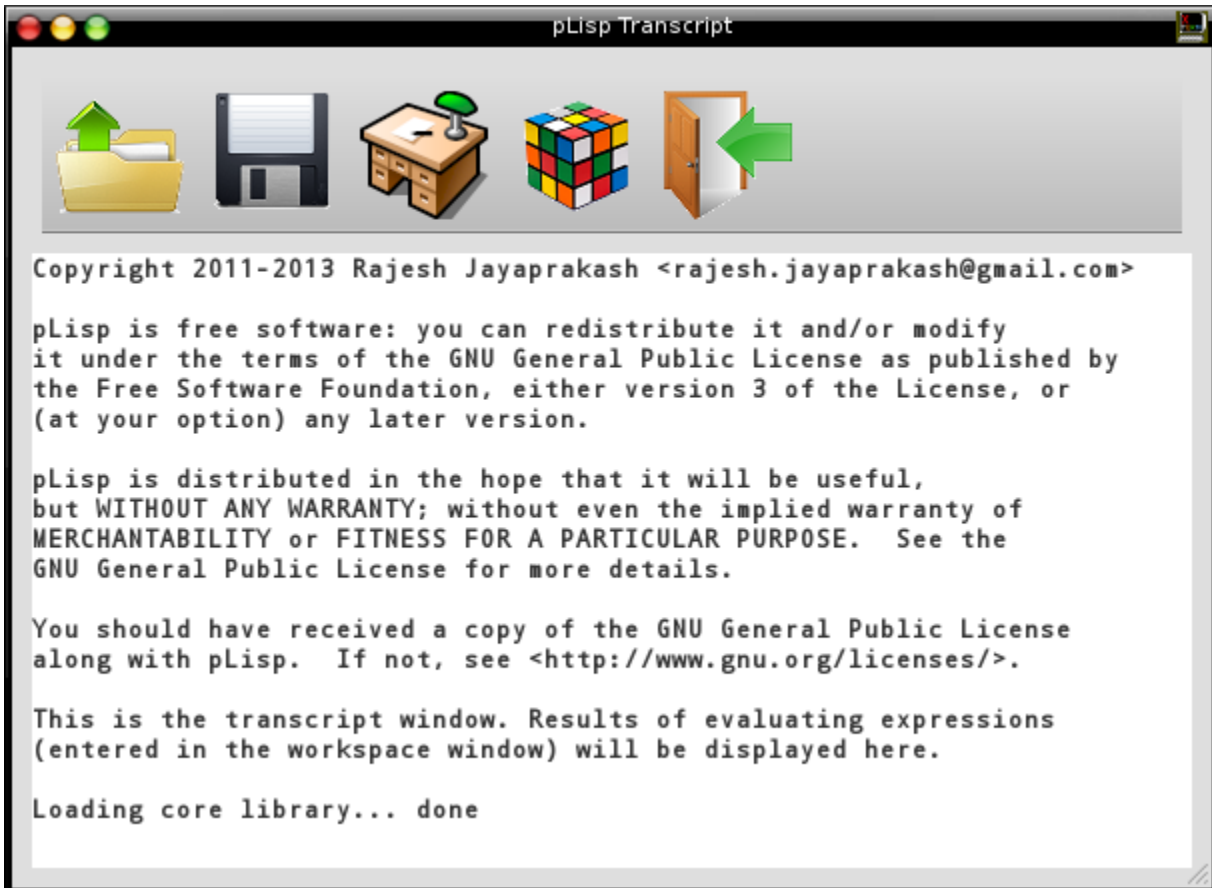 pLisp Transcript
Copyright 2011-2013 Rajesh Jayaprakash <rajesh.jayaprakash@gmail.com>
pLisp is free software: you can redistribute it and/or modify
it under the terms of the GNU General Public License as published by
the Free Software Foundation, either version 3 of the License, or
(at your option) any later version.
pLisp is distributed in the hope that it will be useful,
but WITHOUT ANY WARRANTY; without even the implied warranty of
MERCHANTABILITY or FITNESS FOR A PARTICULAR PURPOSE.  See the
GNU General Public License for more details.
You should have received a copy of the GNU General Public License
along with pLisp.  If not, see <http://www.gnu.org/licenses/>.
This is the transcript window. Results of evaluating expressions
(entered in the workspace window) will be displayed here.
Loading core library... done